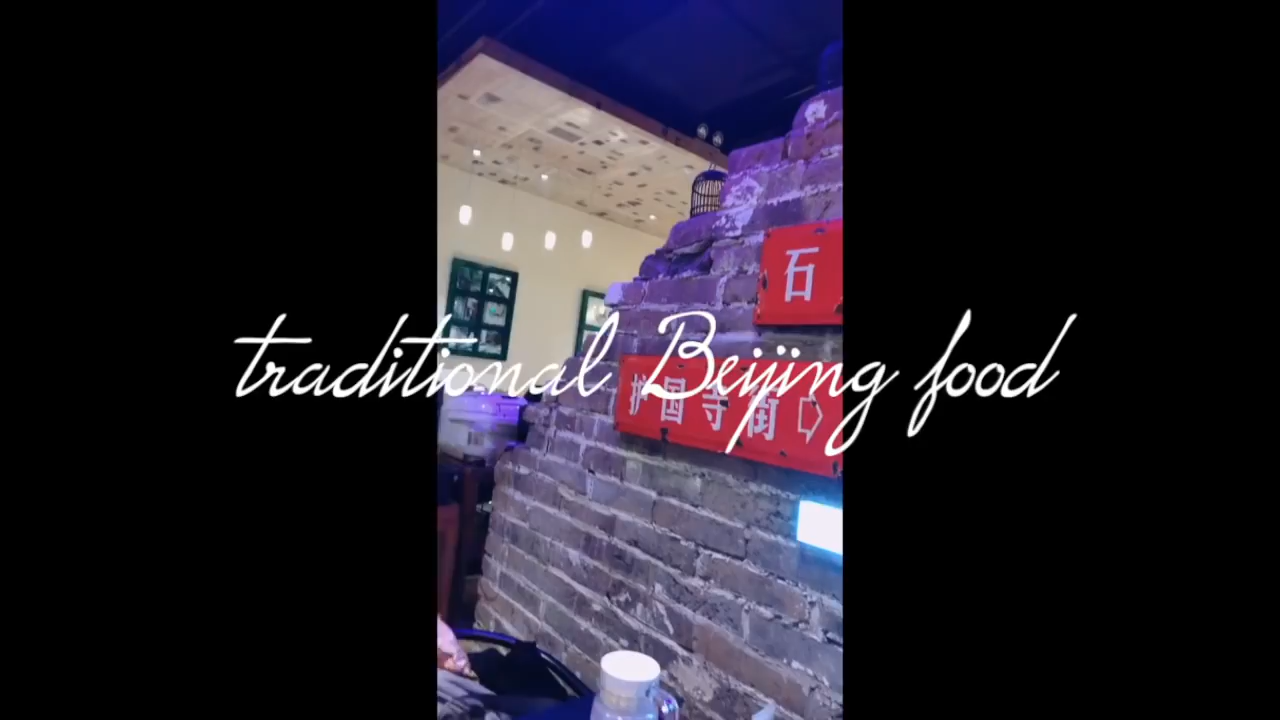 石
traditional Beijing food
护国寺街